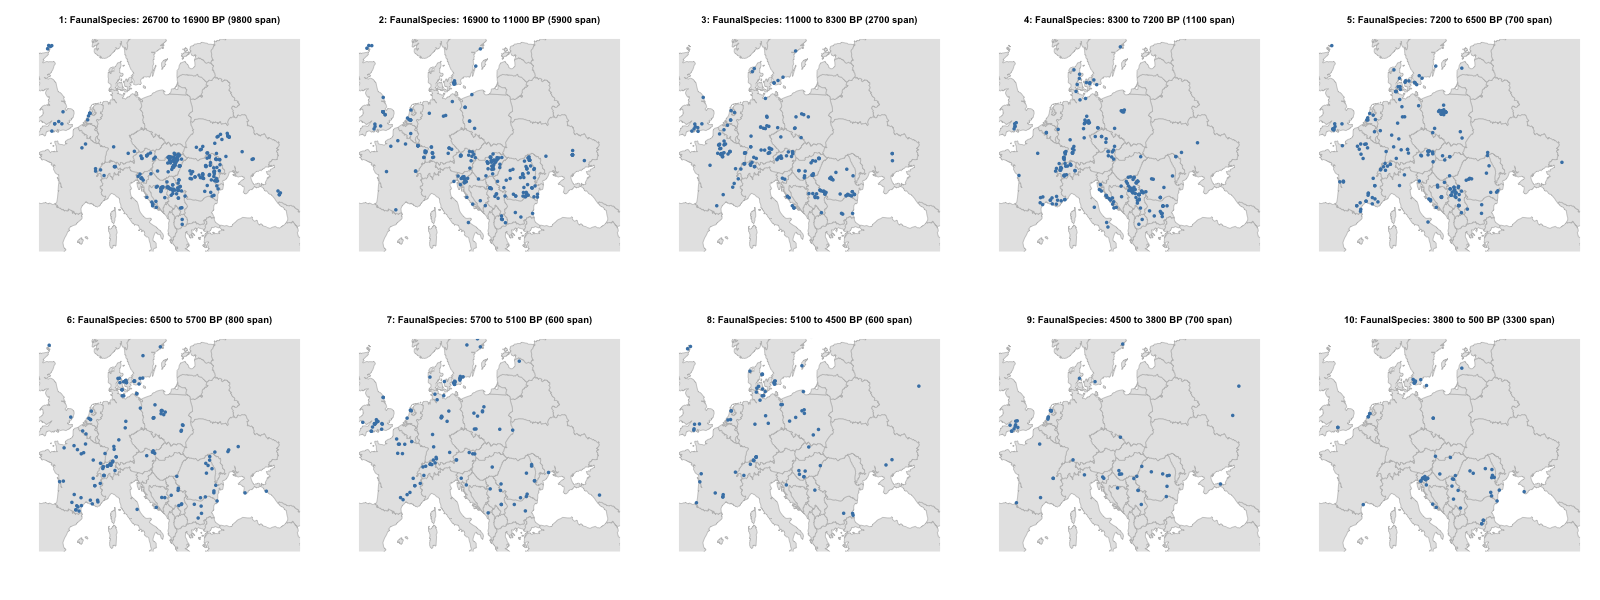 1: FaunalSpecies: 26700 to 16900 BP (9800 span)
2: FaunalSpecies: 16900 to 11000 BP (5900 span)
3: FaunalSpecies: 11000 to 8300 BP (2700 span)
4: FaunalSpecies: 8300 to 7200 BP (1100 span)
5: FaunalSpecies: 7200 to 6500 BP (700 span)
6: FaunalSpecies: 6500 to 5700 BP (800 span)
7: FaunalSpecies: 5700 to 5100 BP (600 span)
8: FaunalSpecies: 5100 to 4500 BP (600 span)
9: FaunalSpecies: 4500 to 3800 BP (700 span)
10: FaunalSpecies: 3800 to 500 BP (3300 span)